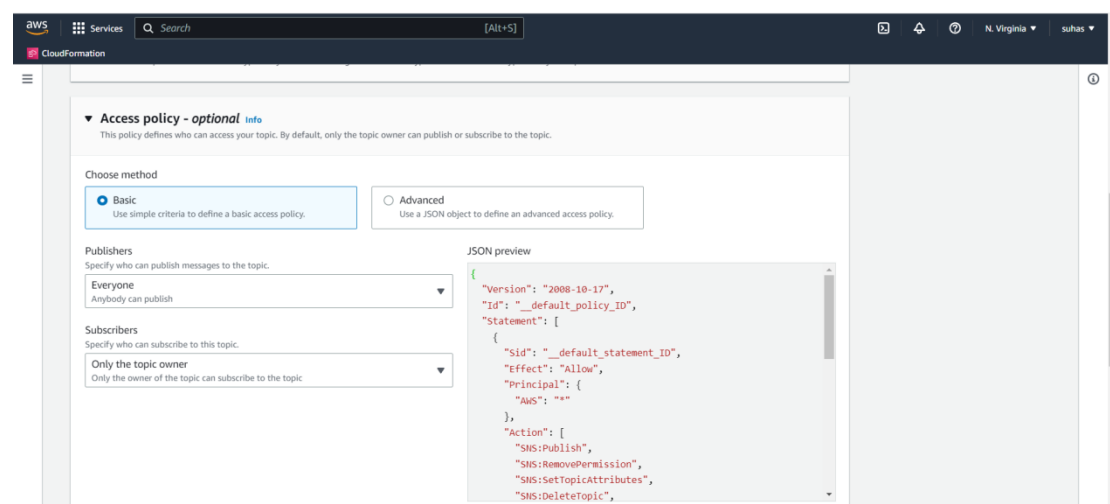 aws Services Search [Alt+S] N. Virginia suhas
CloudFormation
Access policy - optional Info
This policy defines who can access your topic. By default, only the topic owner can publish or subscribe to the topic.
Choose method
Basic
Use simple criteria to define a basic access policy.
Advanced
Use a JSON object to define an advanced access policy.
Publishers
Specify who can publish messages to the topic.
Everyone
Anybody can publish
Subscribers
Specify who can subscribe to this topic.
Only the topic owner
Only the owner of the topic can subscribe to the topic
JSON preview
{
"Version": "2008-10-17",
"Id": "__default_policy_ID",
"Statement": [
{
"Sid": "__default_statement_ID",
"Effect": "Allow",
"Principal": {
"AWS": "*"
},
"Action": [
"SNS:Publish",
"SNS:RemovePermission",
"SNS:SetTopicAttributes",
"SNS:DeleteTopic",